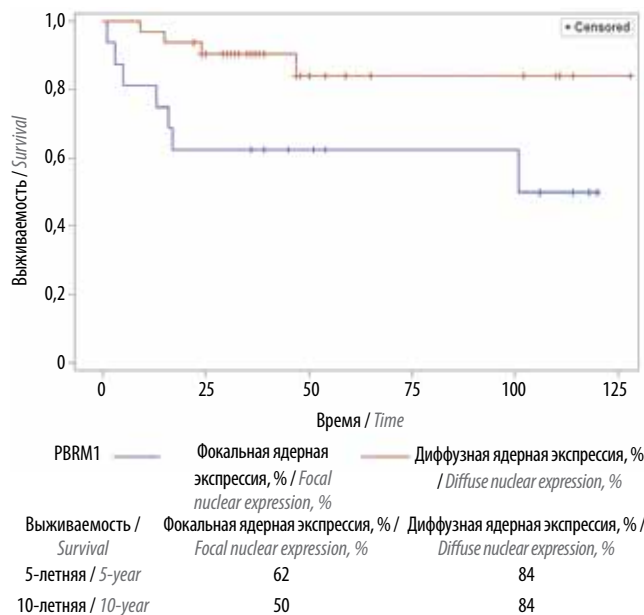 1,0
+ Censored
0,8
0,6
0,4
0,2
0
Выживаемость / Survival
0 25 50 75 100 125
Время / Time
PBRM1
Фокальная ядерная
экспрессия, % / Focal
nuclear expression, %
Диффузная ядерная экспрессия, %
/ Diffuse nuclear expression, %
Выживаемость / Фокальная ядерная экспрессия, % / Диффузная ядерная экспрессия, % /
Survival Focal nuclear expression, % Diffuse nuclear expression, %
5-летняя / 5-year 62 84
10-летняя / 10-year 50 84